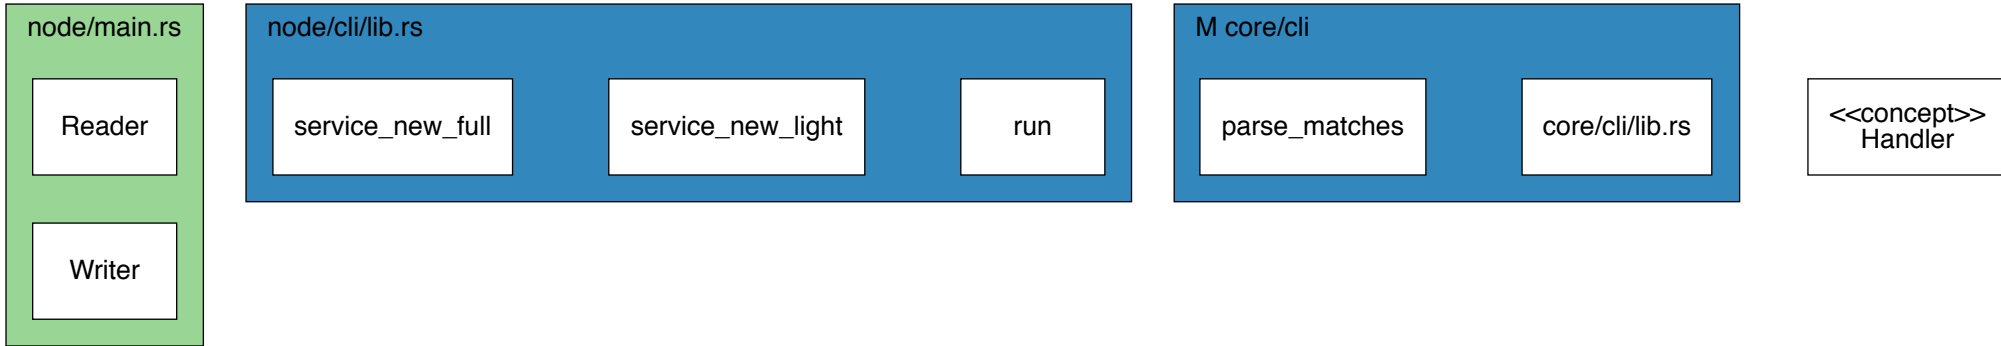 node/main.rs
Reader
Writer
node/cli/lib.rs
service_new_full
service_new_light
run
M core/cli
parse_matches
core/cli/lib.rs
<<concept>>
Handler